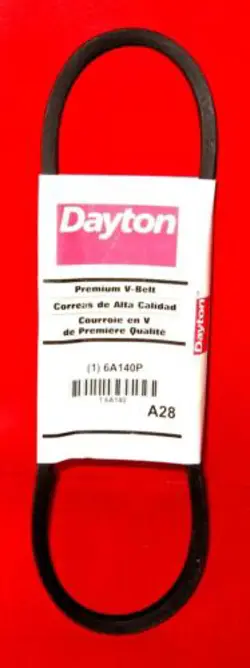 Dayton
Premium V-Belt
Correas de Alta Calidad
Courroie en V
de Première Qualité
(1) 6A140P
A28
Dayton